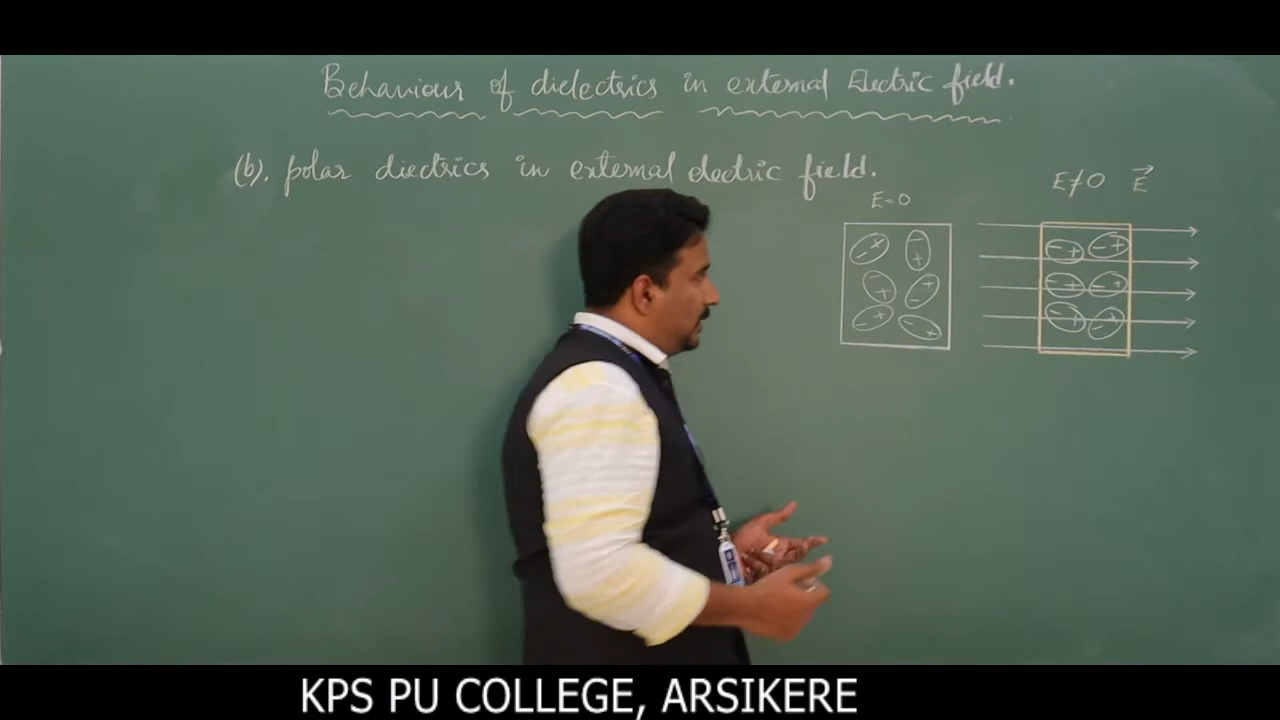 Behaviour of dielectrics in external Electric field.
(b). polar diectrics in external electric field.
E=0
E≠0 E⃗
- + - +
- + - +
- + - +
- + - +
- + - +
- + - +
KPS PU COLLEGE, ARSIKERE